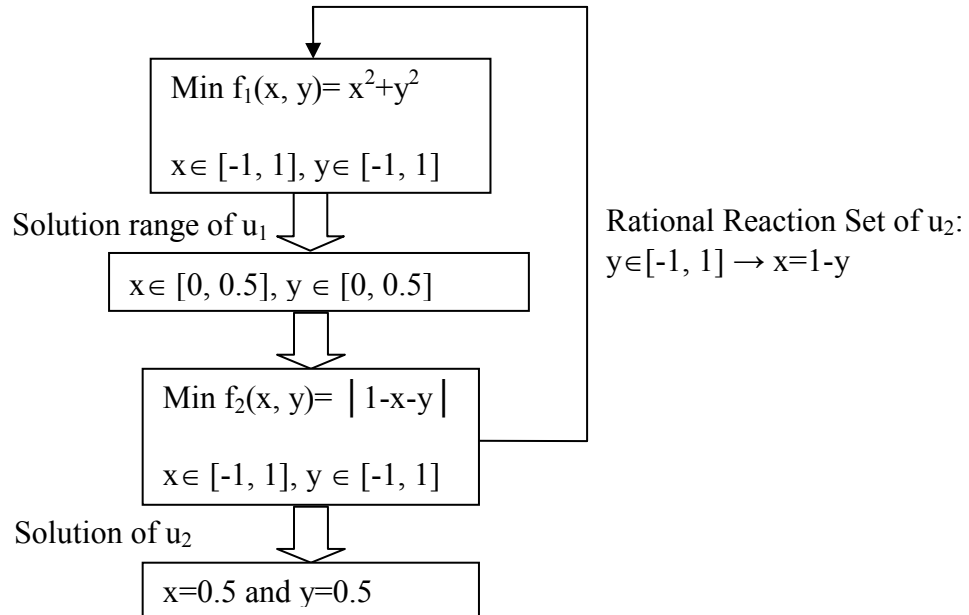 Min f₁(x, y)= x²+y²
x∈ [-1, 1], y∈ [-1, 1]
Solution range of u₁
Rational Reaction Set of u₂:
y∈[-1, 1] → x=1-y
x∈ [0, 0.5], y ∈ [0, 0.5]
Min f₂(x, y)= |1-x-y|
x∈ [-1, 1], y ∈ [-1, 1]
Solution of u₂
x=0.5 and y=0.5